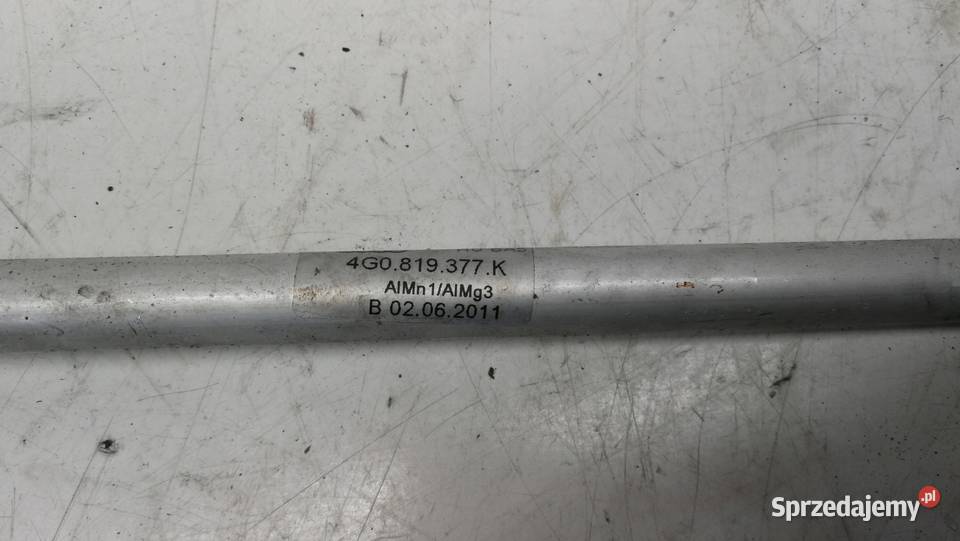 4G0.819.377.K
AlMn1/AlMg3
B 02.06.2011
Sprzedajemy.pl